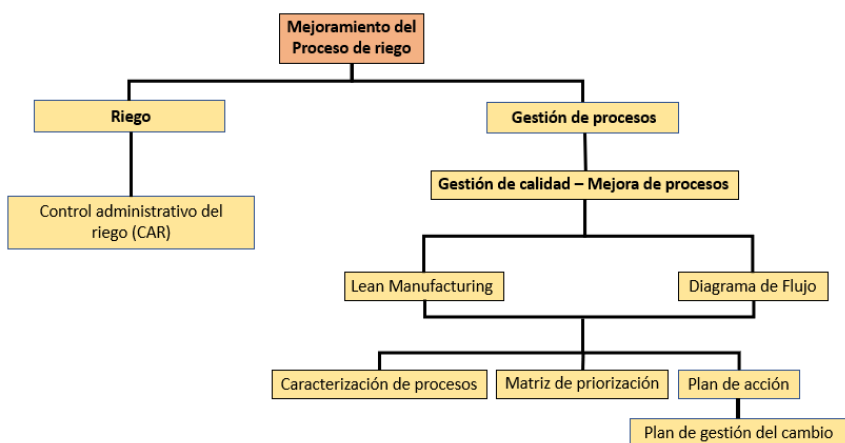 Mejoramiento del
Proceso de riego
Riego
Gestión de procesos
Gestión de calidad – Mejora de procesos
Control administrativo del
riego (CAR)
Lean Manufacturing
Diagrama de Flujo
Caracterización de procesos
Matriz de priorización
Plan de acción
Plan de gestión del cambio